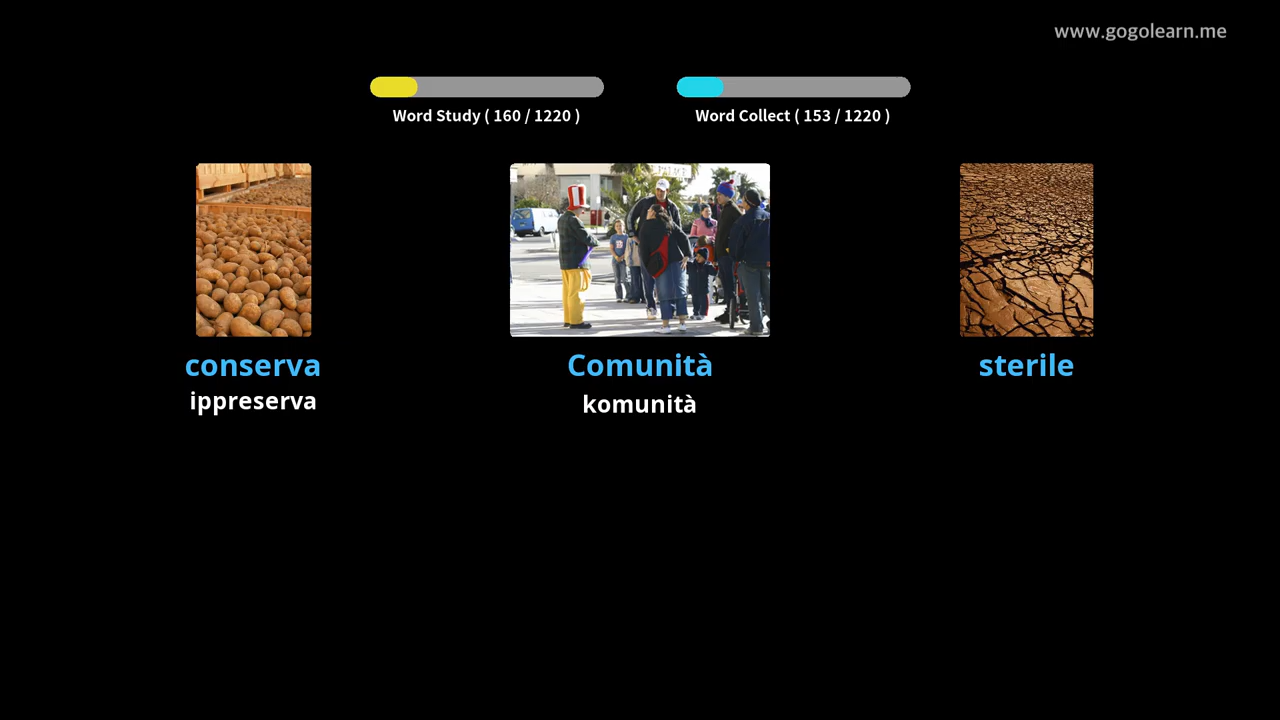 www.gogolearn.me
Word Study ( 160 / 1220 )
Word Collect ( 153 / 1220 )
conserva
ippreserva
Comunità
komunità
sterile